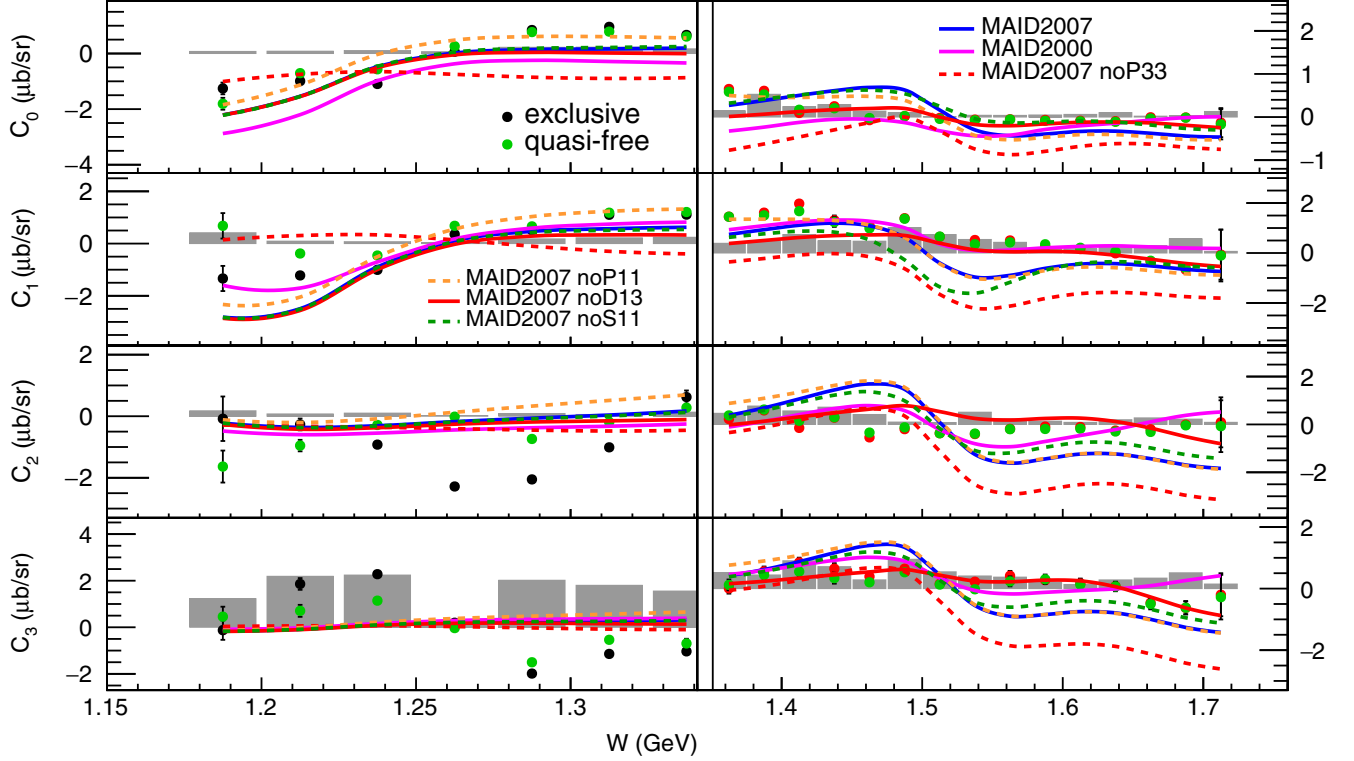 C0 (μb/sr)
0
−2
−4
exclusive
quasi-free
MAID2007
MAID2000
MAID2007 noP33
2
1
0
−1
C1 (μb/sr)
2
0
−2
MAID2007 noP11
MAID2007 noD13
MAID2007 noS11
2
0
−2
C2 (μb/sr)
2
0
−2
2
0
−2
C3 (μb/sr)
4
2
0
−2
2
0
−2
1.15 1.2 1.25 1.3 1.4 1.5 1.6 1.7
W (GeV)